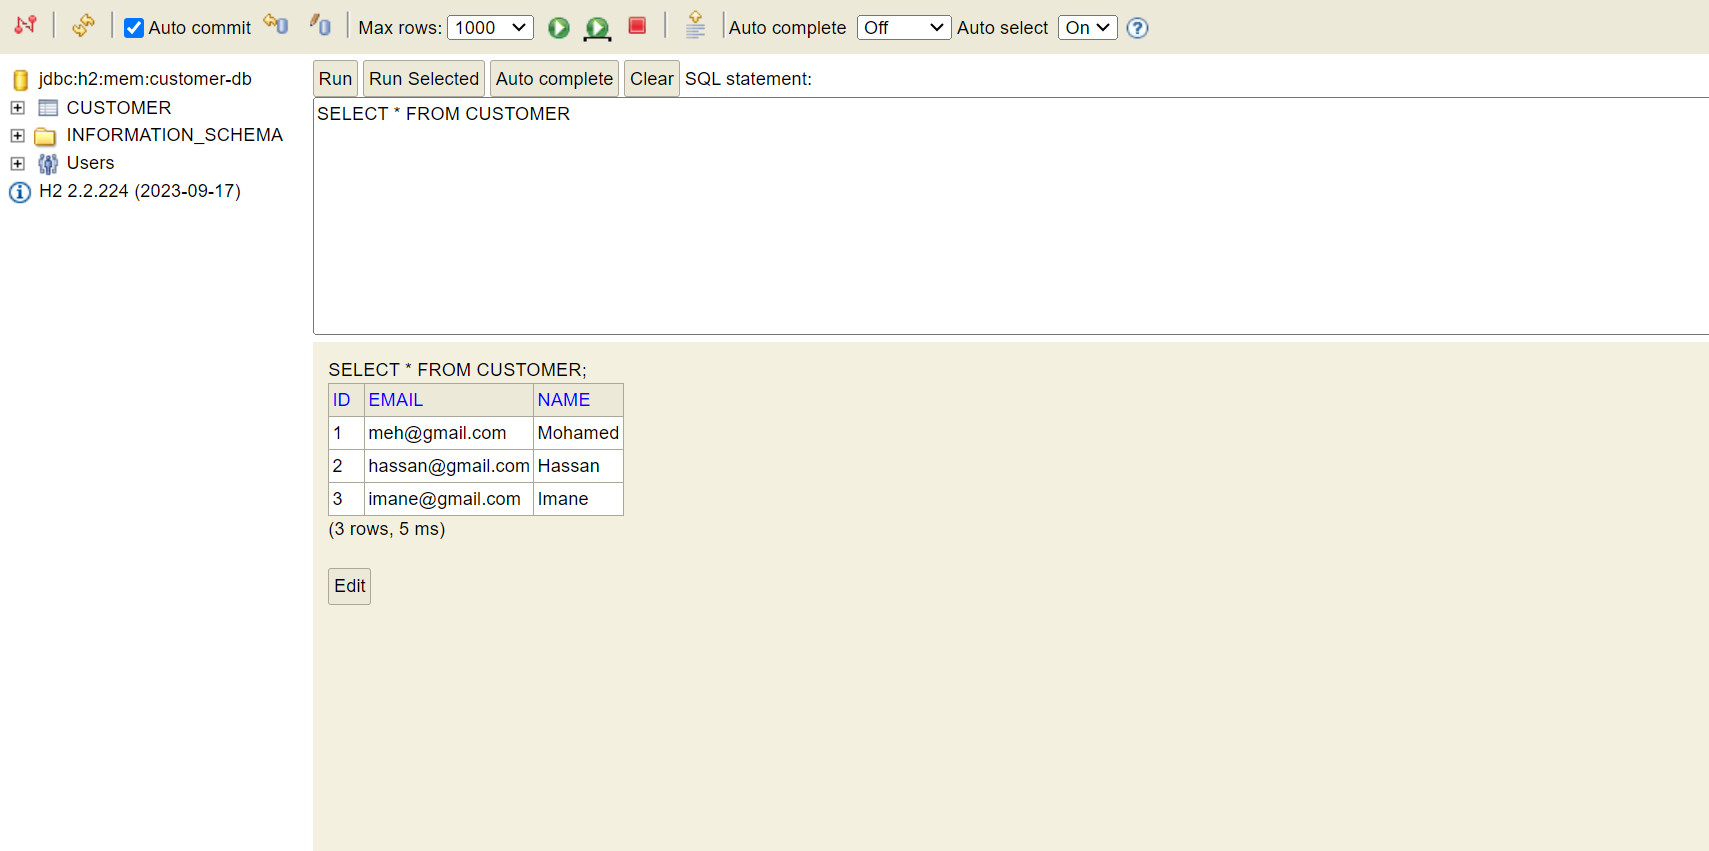 Auto commit Max rows: 1000 Auto complete Off Auto select On ?
jdbc:h2:mem:customer-db
CUSTOMER
INFORMATION_SCHEMA
Users
H2 2.2.224 (2023-09-17)
Run Run Selected Auto complete Clear SQL statement:
SELECT * FROM CUSTOMER
SELECT * FROM CUSTOMER;
ID EMAIL NAME
1 meh@gmail.com Mohamed
2 hassan@gmail.com Hassan
3 imane@gmail.com Imane
(3 rows, 5 ms)
Edit